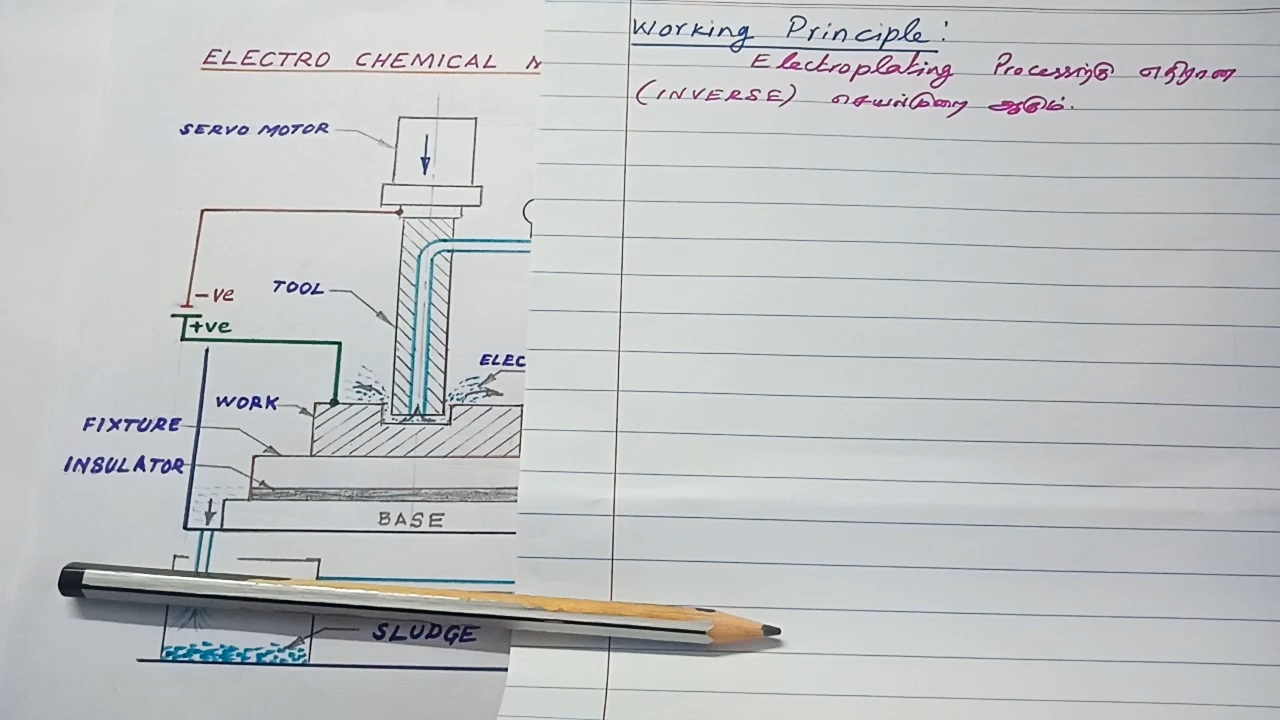 ELECTRO CHEMICAL M
SERVO MOTOR
-ve
TOOL
+ve
ELEC
WORK
FIXTURE
INSULATOR
BASE
SLUDGE
Working Principle:
Electroplating Processிற்கு எதிரான
(INVERSE) செயல்முறை ஆகும்.